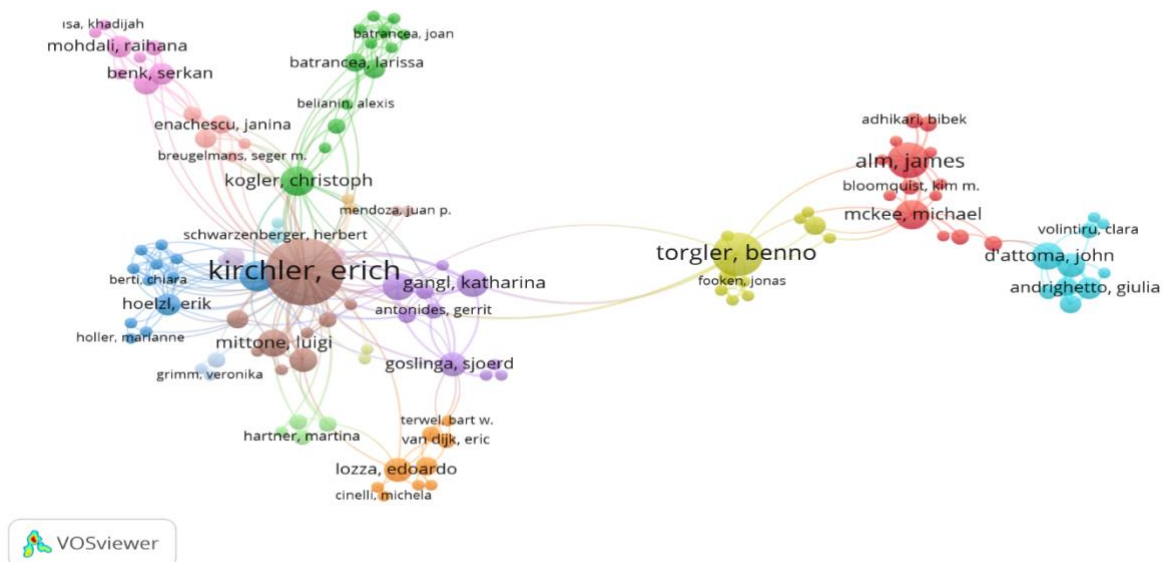 ısa, khadijah
mohdali, raihana
benk, serkan
batrancea, joan
batrancea, larissa
belianin, alexis
enachescu, janina
breugelmans, seger m.
kogler, christoph
mendoza, juan p.
schwarzenberger, herbert
kirchler, erich
gangl, katharina
berti, chiara
hoelzl, erik
antonides, gerrit
holler, marianne
mittone, luigi
grimm, veronika
goslinga, sjoerd
hartner, martina
terwel, bart w.
van dijk, eric
lozza, edoardo
cinelli, michela
torgler, benno
fooken, jonas
adhikari, bibek
alm, james
bloomquist, kim m.
mckee, michael
volintiru, clara
d'attoma, john
andrighetto, giulia
VOSviewer